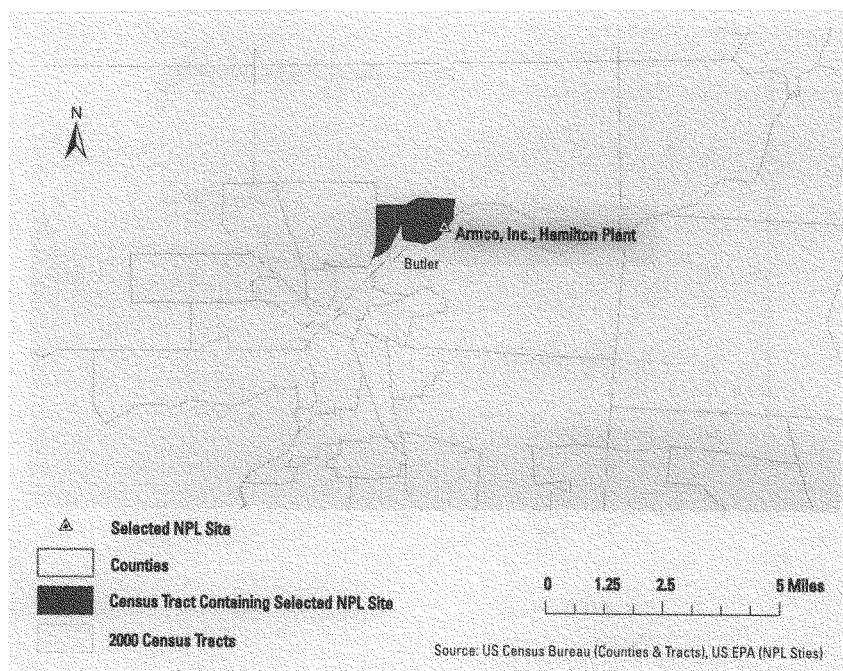 N
Armco, Inc., Hamilton Plant
Butler
Selected NPL Site
Counties
Census Tract Containing Selected NPL Site
2000 Census Tracts
0 1.25 2.5 5 Miles
Source: US Census Bureau (Counties & Tracts), US EPA (NPL Sties)